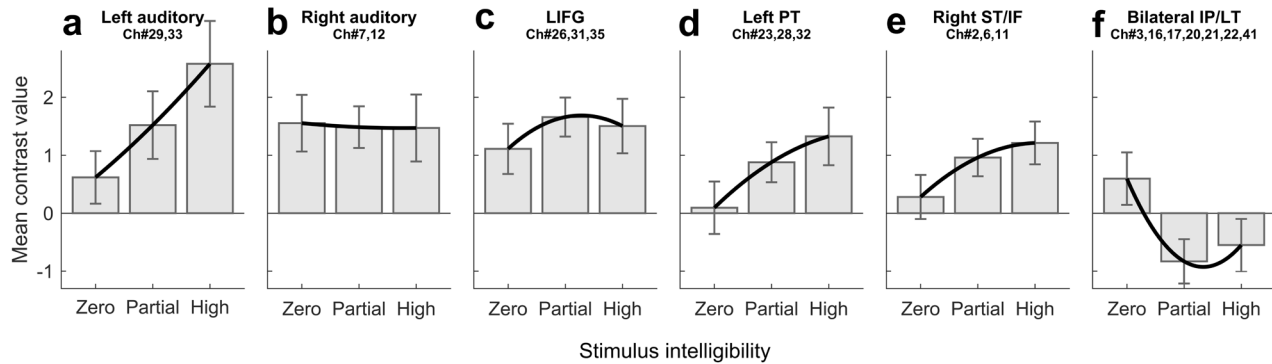 a Left auditory
Ch#29,33
b Right auditory
Ch#7,12
c LIFG
Ch#26,31,35
d Left PT
Ch#23,28,32
e Right ST/IF
Ch#2,6,11
f Bilateral IP/LT
Ch#3,16,17,20,21,22,41
Mean contrast value
2
1
0
-1
Zero Partial High
Zero Partial High
Zero Partial High
Zero Partial High
Zero Partial High
Zero Partial High
Stimulus intelligibility